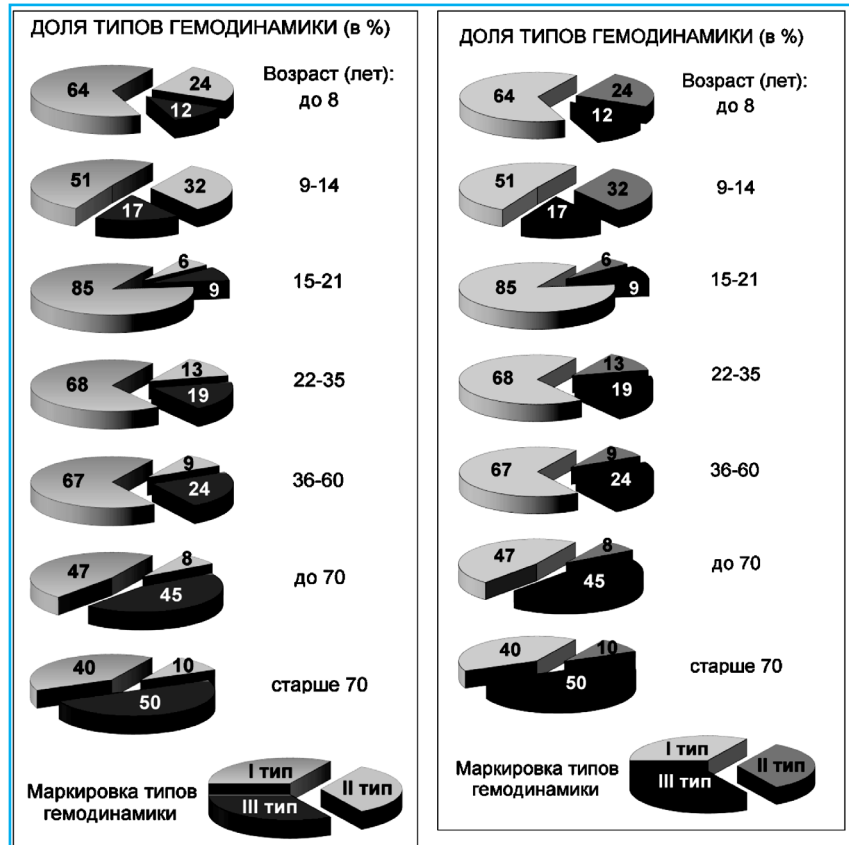 ДОЛЯ ТИПОВ ГЕМОДИНАМИКИ (в %)
Возраст (лет):
64
24
12
до 8
51
32
17
9-14
6
85
9
15-21
13
68
19
22-35
9
67
24
36-60
8
47
45
до 70
40
10
50
старше 70
I тип
II тип
III тип
Маркировка типов
гемодинамики
ДОЛЯ ТИПОВ ГЕМОДИНАМИКИ (в %)
Возраст (лет):
64
24
12
до 8
51
32
17
9-14
6
85
9
15-21
13
68
19
22-35
9
67
24
36-60
8
47
45
до 70
40
10
50
старше 70
I тип
II тип
III тип
Маркировка типов
гемодинамики